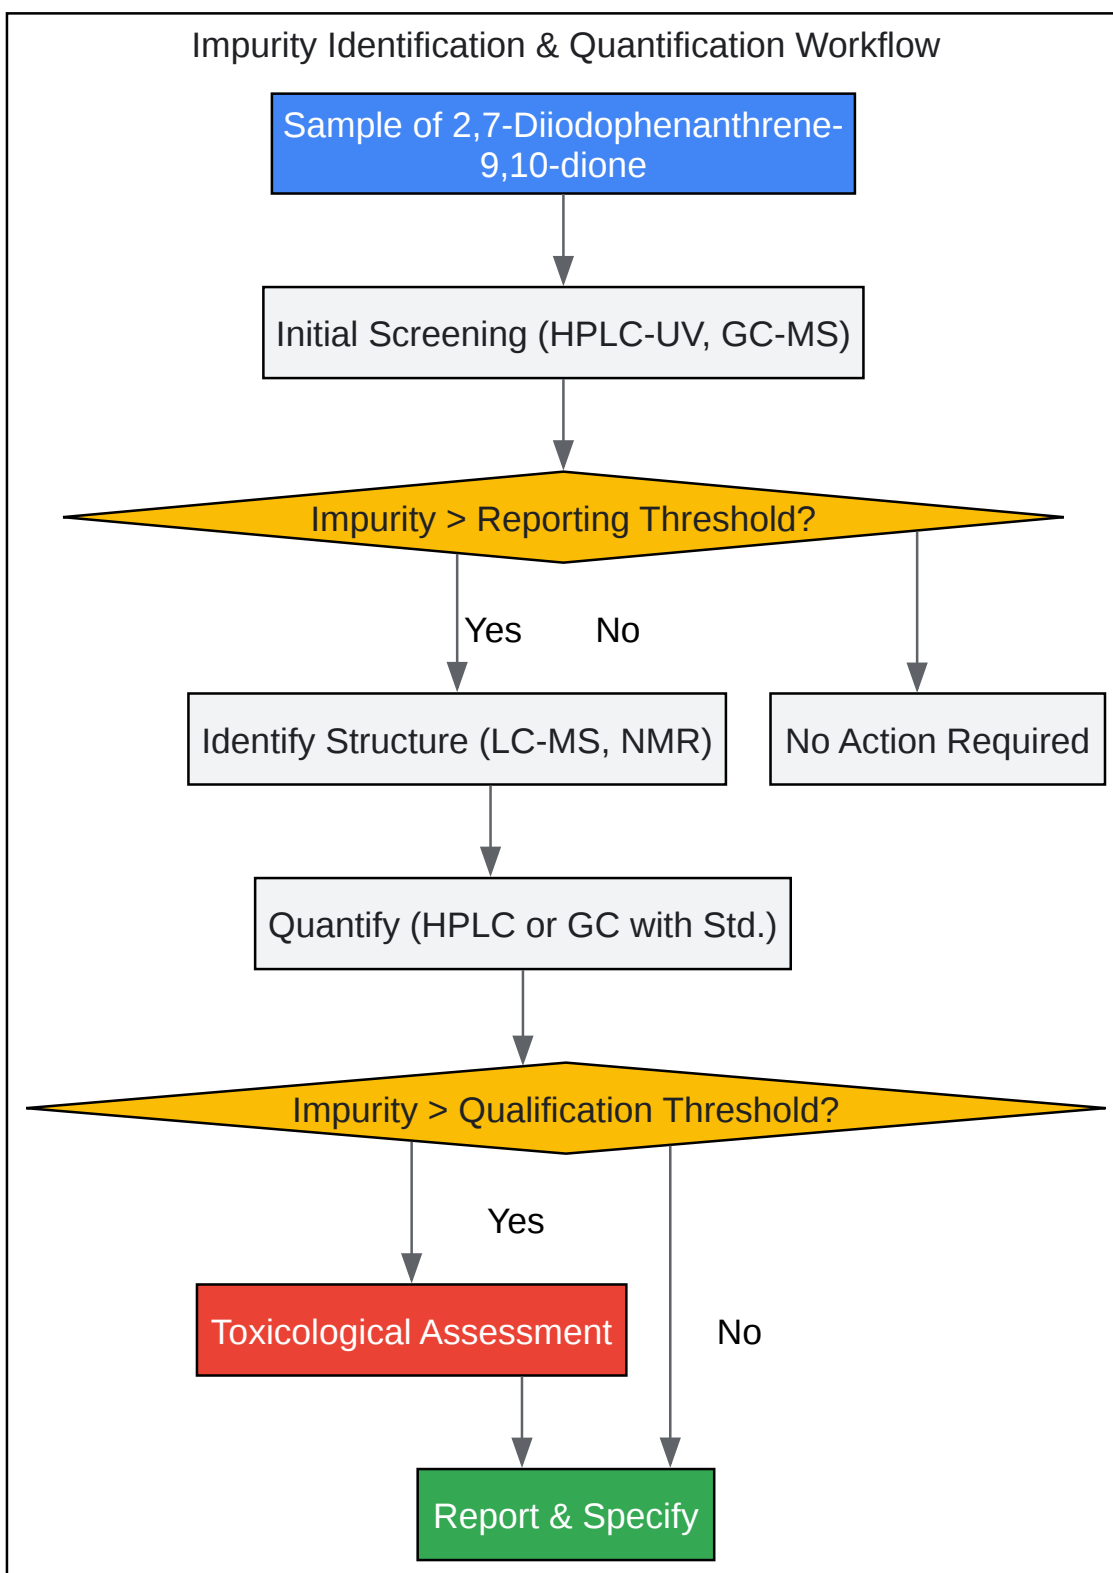 Impurity Identification & Quantification Workflow
Sample of 2,7-Diiodophenanthrene-
9,10-dione
Initial Screening (HPLC-UV, GC-MS)
Impurity > Reporting Threshold?
Yes
No
Identify Structure (LC-MS, NMR)
No Action Required
Quantify (HPLC or GC with Std.)
Impurity > Qualification Threshold?
Yes
Toxicological Assessment
No
Report & Specify